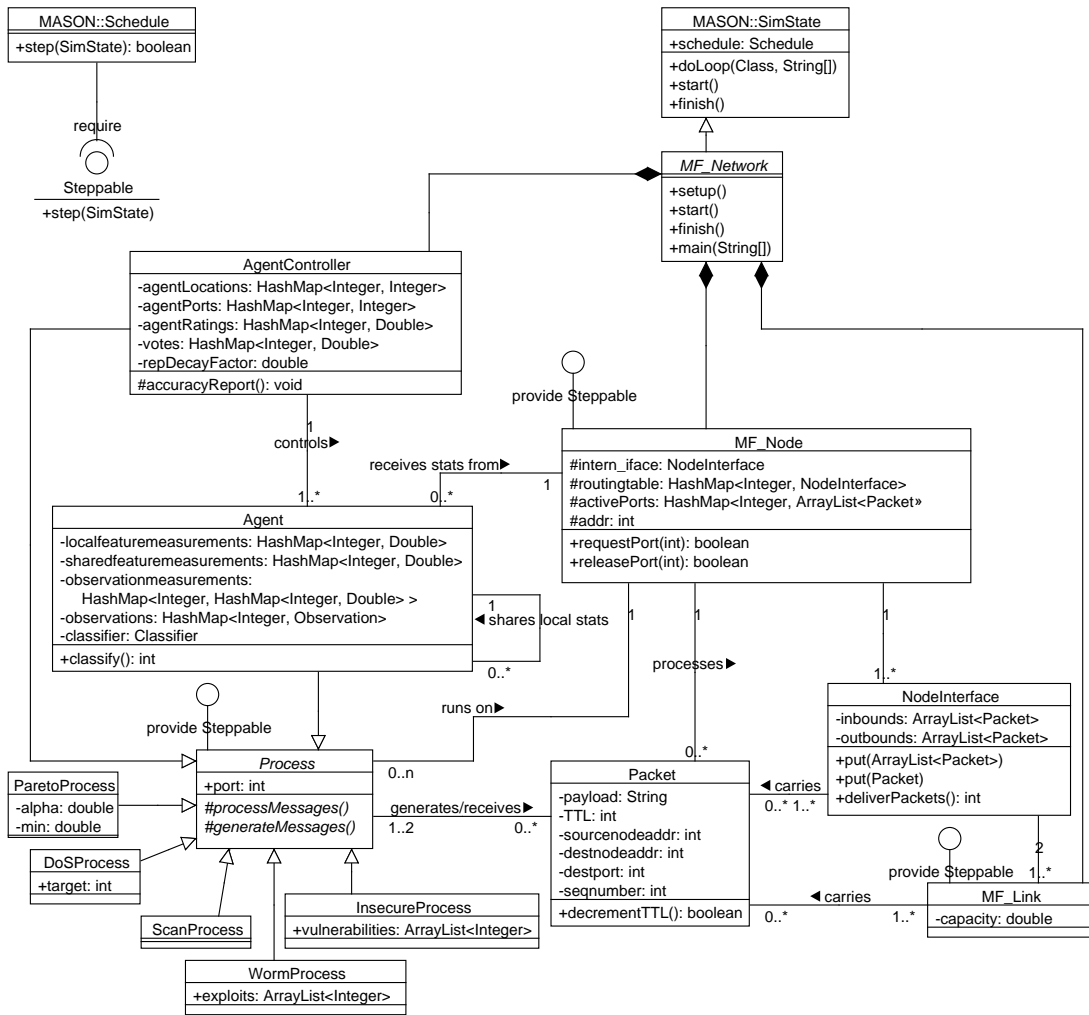 MASON::Schedule
+step(SimState): boolean
require
Steppable
+step(SimState)
MASON::SimState
+schedule: Schedule
+doLoop(Class, String[])
+start()
+finish()
MF_Network
+setup()
+start()
+finish()
+main(String[])
AgentController
-agentLocations: HashMap<Integer, Integer>
-agentPorts: HashMap<Integer, Integer>
-agentRatings: HashMap<Integer, Double>
-votes: HashMap<Integer, Double>
-repDecayFactor: double
#accuracyReport(): void
provide Steppable
1
controls►
1..*
receives stats from►
0..*
1
MF_Node
#intern_iface: NodeInterface
#routingtable: HashMap<Integer, NodeInterface>
#activePorts: HashMap<Integer, ArrayList<Packet»
#addr: int
+requestPort(int): boolean
+releasePort(int): boolean
Agent
-localfeaturemeasurements: HashMap<Integer, Double>
-sharedfeaturemeasurements: HashMap<Integer, Double>
-observationmeasurements:
HashMap<Integer, HashMap<Integer, Double> >
-observations: HashMap<Integer, Observation>
-classifier: Classifier
+classify(): int
1
◄ shares local stats
0..*
1
1
1
processes►
1..*
0..*
runs on►
0..n
provide Steppable
NodeInterface
-inbounds: ArrayList<Packet>
-outbounds: ArrayList<Packet>
+put(ArrayList<Packet>)
+put(Packet)
+deliverPackets(): int
Process
+port: int
#processMessages()
#generateMessages()
generates/receives►
1..2
0..*
Packet
-payload: String
-TTL: int
-sourcenodeaddr: int
-destnodeaddr: int
-destport: int
-seqnumber: int
+decrementTTL(): boolean
◄ carries
0..*
1..*
2
1..*
provide Steppable
MF_Link
-capacity: double
◄ carries
0..*
1..*
ParetoProcess
-alpha: double
-min: double
DoSProcess
+target: int
ScanProcess
InsecureProcess
+vulnerabilities: ArrayList<Integer>
WormProcess
+exploits: ArrayList<Integer>